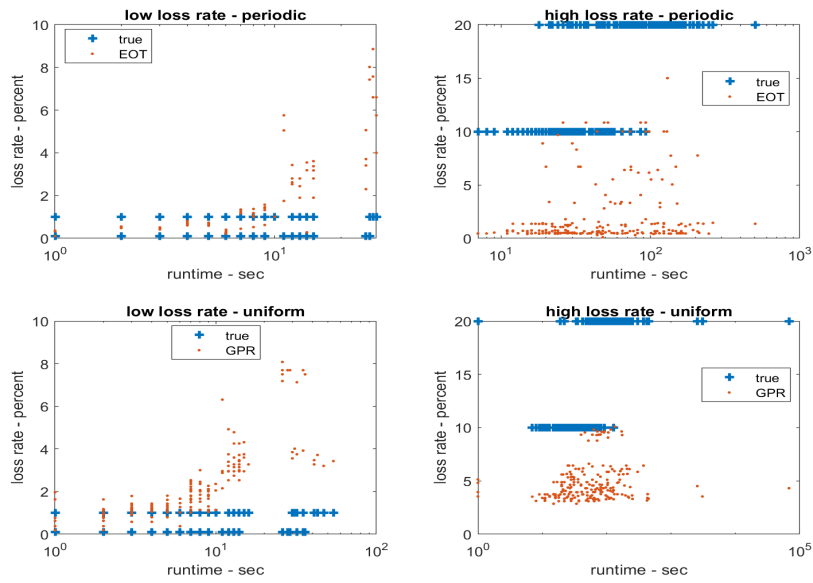 low loss rate - periodic
10
8
6
4
2
0
10^0
10^1
loss rate - percent
runtime - sec
true
EOT
high loss rate - periodic
20
15
10
5
0
10^1
10^2
10^3
loss rate - percent
runtime - sec
true
EOT
low loss rate - uniform
10
8
6
4
2
0
10^0
10^1
10^2
loss rate - percent
runtime - sec
true
GPR
high loss rate - uniform
20
15
10
5
0
10^0
10^5
loss rate - percent
runtime - sec
true
GPR